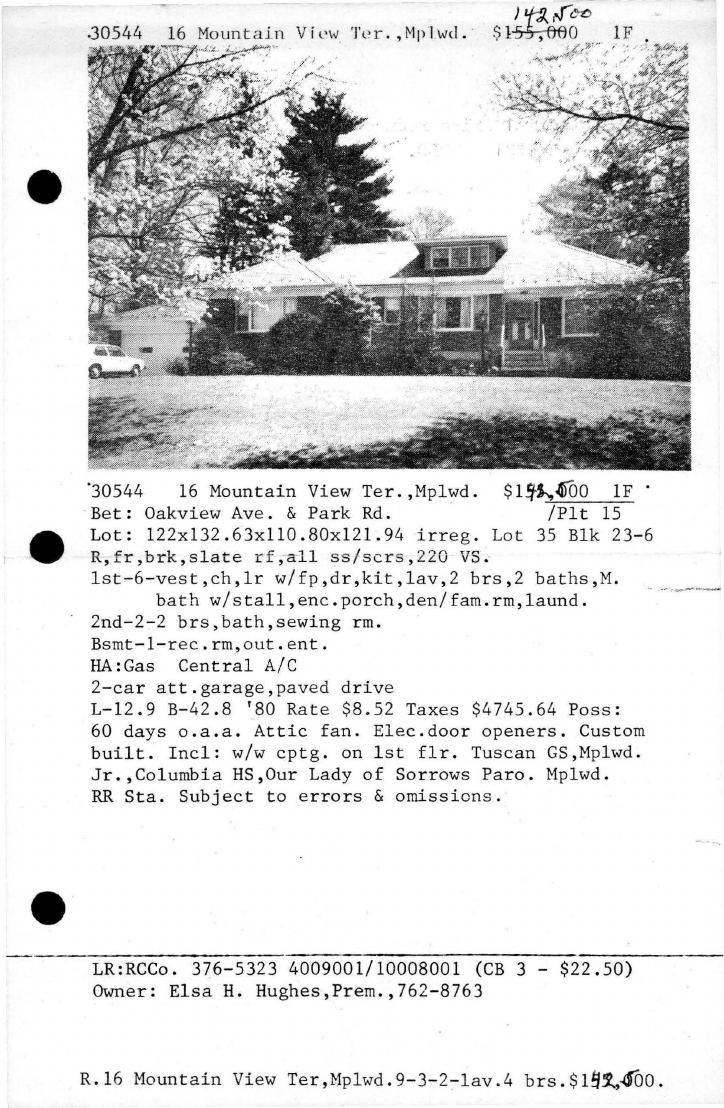 142,500
30544 16 Mountain View Ter.,Mplwd. $155,000 1F.
30544 16 Mountain View Ter.,Mplwd. $142,500 1F
Bet: Oakview Ave. & Park Rd. /Plt 15
Lot: 122x132.63x110.80x121.94 irreg. Lot 35 Blk 23-6
R,fr,brk,slate rf,all ss/scrs,220 VS.
1st-6-vest,ch,lr w/fp,dr,kit,lav,2 brs,2 baths,M.
bath w/stall,enc.porch,den/fam.rm,laund.
2nd-2-2 brs,bath,sewing rm.
Bsmt-1-rec.rm,out.ent.
HA:Gas Central A/C
2-car att.garage,paved drive
L-12.9 B-42.8 '80 Rate $8.52 Taxes $4745.64 Poss:
60 days o.a.a. Attic fan. Elec.door openers. Custom
built. Incl: w/w cptg. on 1st flr. Tuscan GS,Mplwd.
Jr.,Columbia HS,Our Lady of Sorrows Paro. Mplwd.
RR Sta. Subject to errors & omissions.
LR:RCCo. 376-5323 4009001/10008001 (CB 3 - $22.50)
Owner: Elsa H. Hughes,Prem.,762-8763
R.16 Mountain View Ter,Mplwd.9-3-2-lav.4 brs.$142,500.